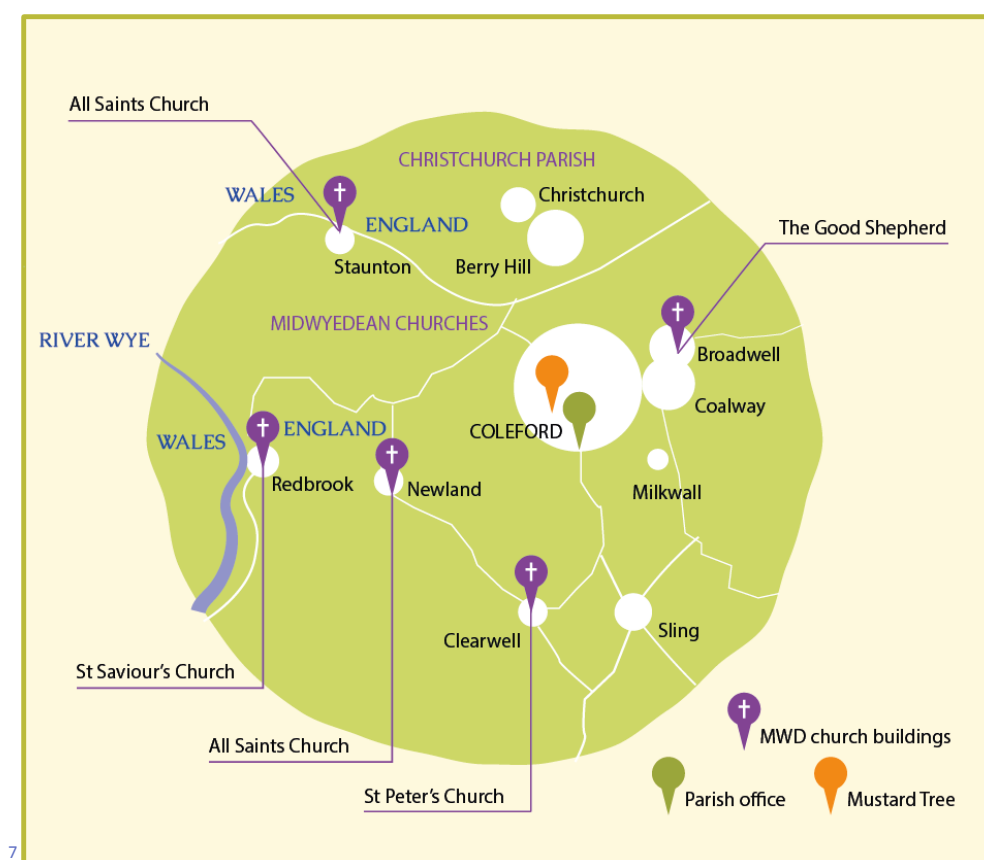 All Saints Church
CHRISTCHURCH PARISH
WALES
Christchurch
ENGLAND
The Good Shepherd
Staunton
Berry Hill
MIDWYEDEAN CHURCHES
RIVER WYE
Broadwell
Coalway
WALES
ENGLAND
COLEFORD
Redbrook
Newland
Milkwall
Clearwell
Sling
St Saviour's Church
All Saints Church
MWD church buildings
St Peter's Church
Parish office
Mustard Tree
7